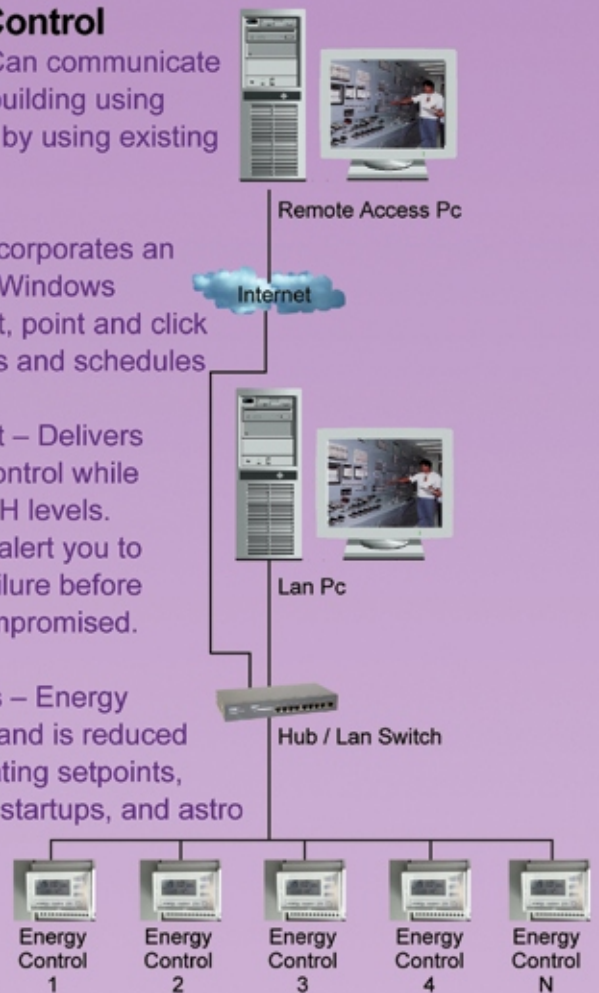 Control
Can communicate
building using
by using existing
Remote Access Pc
corporates an
Windows
t, point and click
s and schedules
Internet
t – Delivers
ontrol while
H levels.
alert you to
ilure before
mpromised.
Lan Pc
s – Energy
and is reduced
ting setpoints,
startups, and astro
Hub / Lan Switch
Energy
Control
1
Energy
Control
2
Energy
Control
3
Energy
Control
4
Energy
Control
N